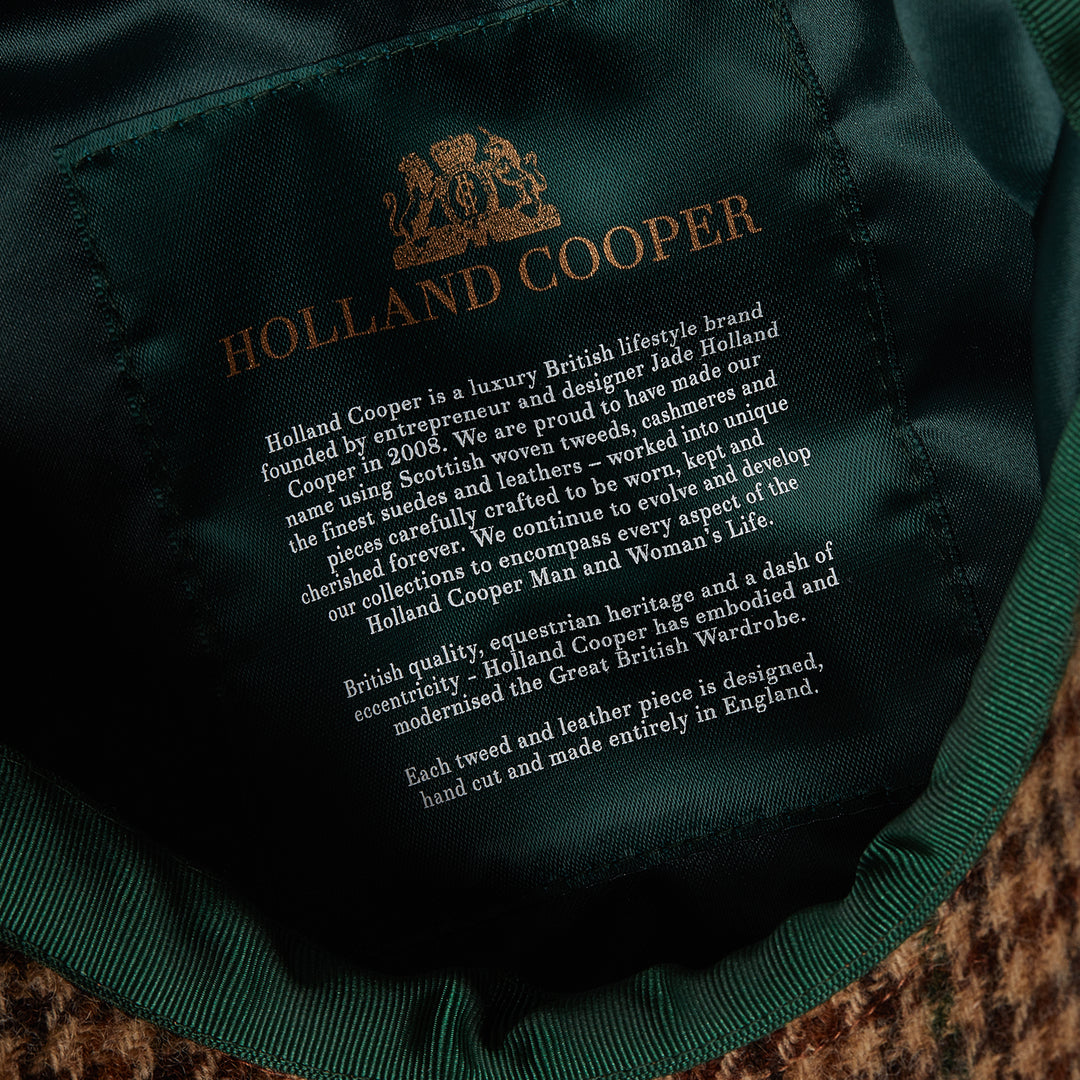 HOLLAND COOPER
Holland Cooper is a luxury British lifestyle brand
founded by entrepreneur and designer Jade Holland
Cooper in 2008. We are proud to have made our
name using Scottish woven tweeds, cashmeres and
the finest suedes and leathers – worked into unique
pieces carefully crafted to be worn, kept and
cherished forever. We continue to evolve and develop
our collections to encompass every aspect of the
Holland Cooper Man and Woman's Life.
British quality, equestrian heritage and a dash of
eccentricity - Holland Cooper has embodied and
modernised the Great British Wardrobe.
Each tweed and leather piece is designed,
hand cut and made entirely in England.